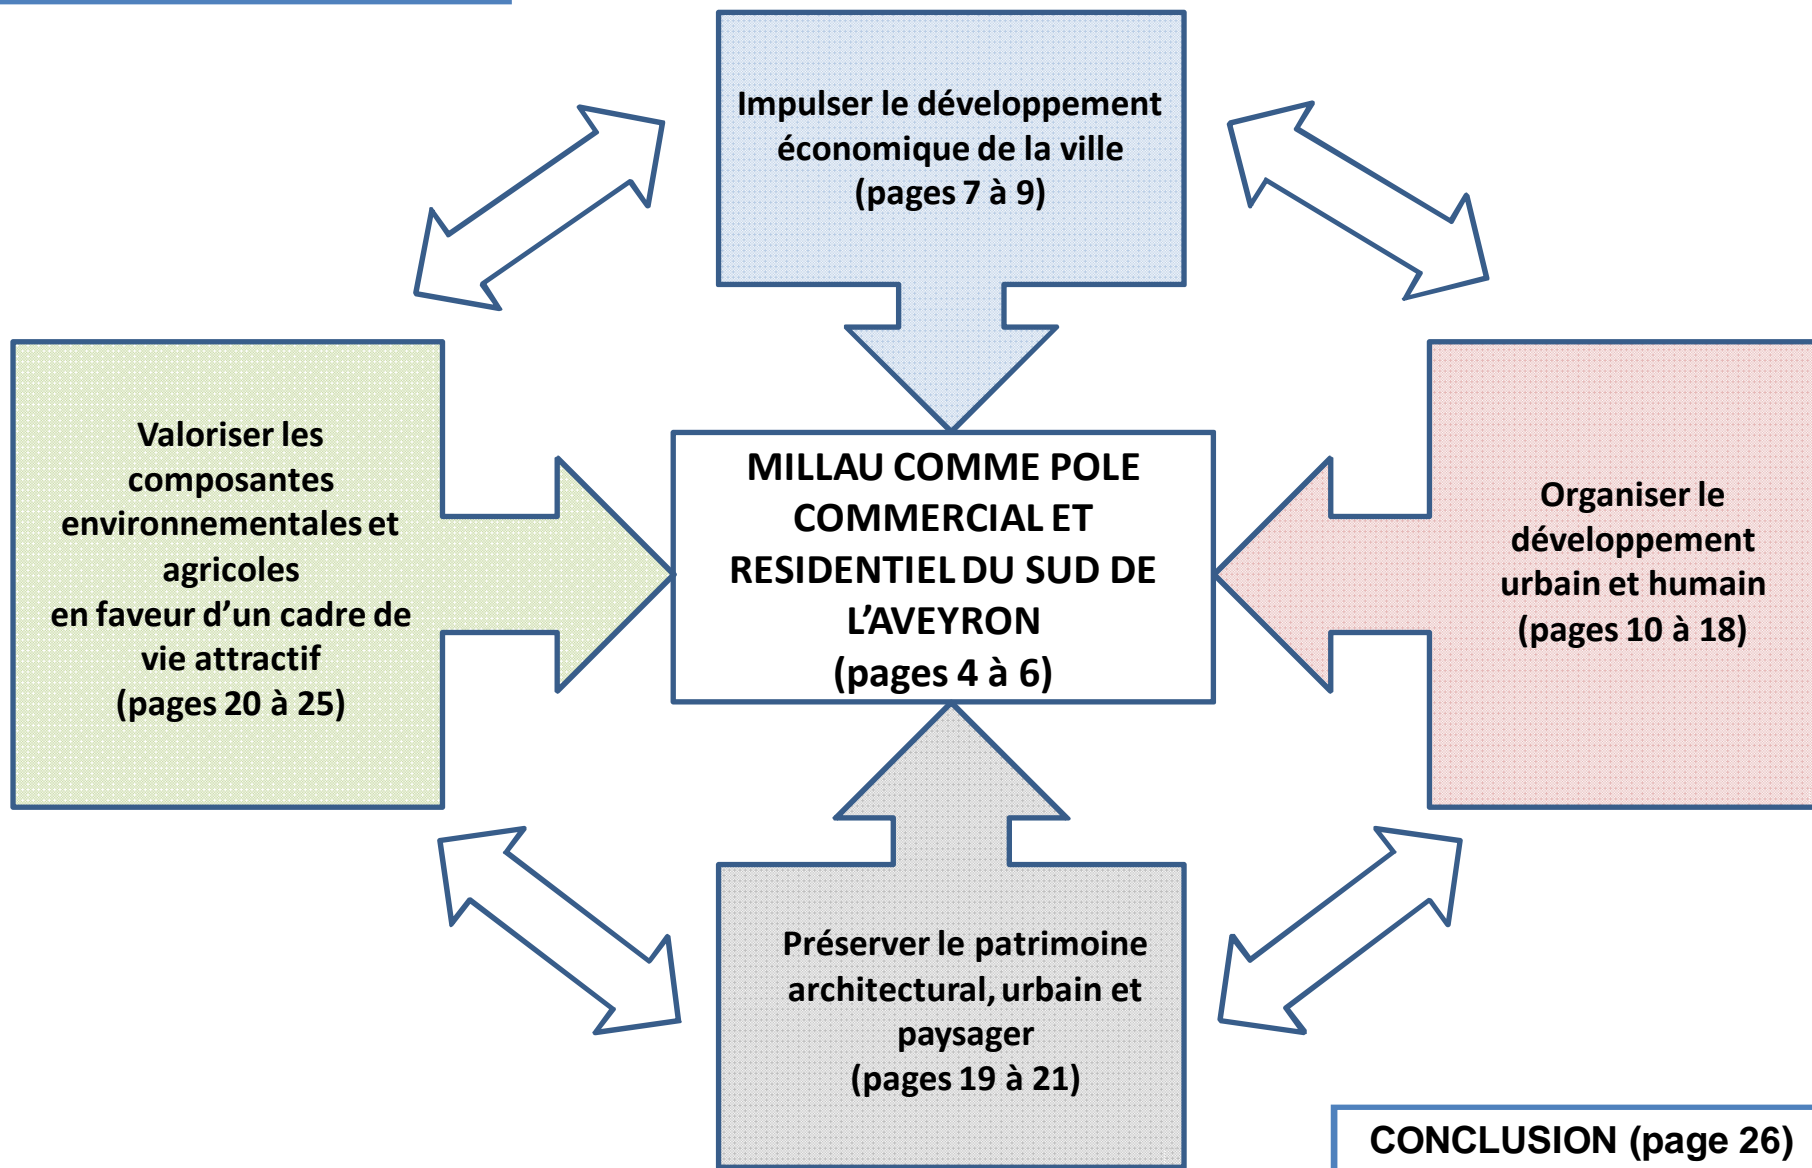 Impulser le développement
économique de la ville
(pages 7 à 9)
Valoriser les
composantes
environnementales et
agricoles
en faveur d’un cadre de
vie attractif
(pages 20 à 25)
MILLAU COMME POLE
COMMERCIAL ET
RESIDENTIEL DU SUD DE
L’AVEYRON
(pages 4 à 6)
Organiser le
développement
urbain et humain
(pages 10 à 18)
Préserver le patrimoine
architectural, urbain et
paysager
(pages 19 à 21)
CONCLUSION (page 26)